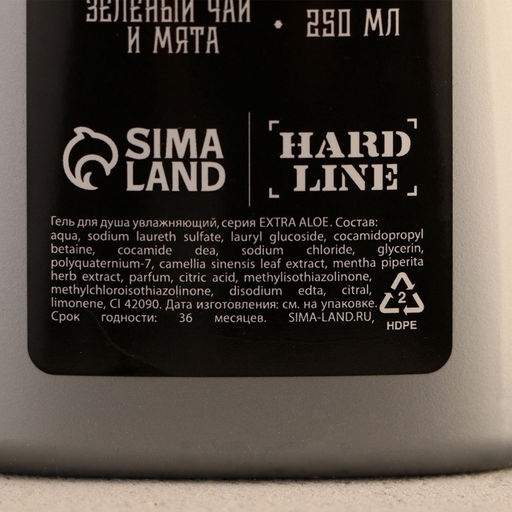 ЗЕЛЕНЫЙ ЧАЙ
И МЯТА • 250 МЛ
SIMA
LAND
HARD
LINE
Гель для душа увлажняющий, серия EXTRA ALOE. Состав:
aqua, sodium laureth sulfate, lauryl glucoside, cocamidopropyl
betaine, cocamide dea, sodium chloride, glycerin,
polyquaternium-7, camellia sinensis leaf extract, mentha piperita
herb extract, parfum, citric acid, methylisothiazolinone,
methylchloroisothiazolinone, disodium edta, citral,
limonene, CI 42090. Дата изготовления: см. на упаковке.
Срок годности: 36 месяцев. SIMA-LAND.RU,
2
HDPE